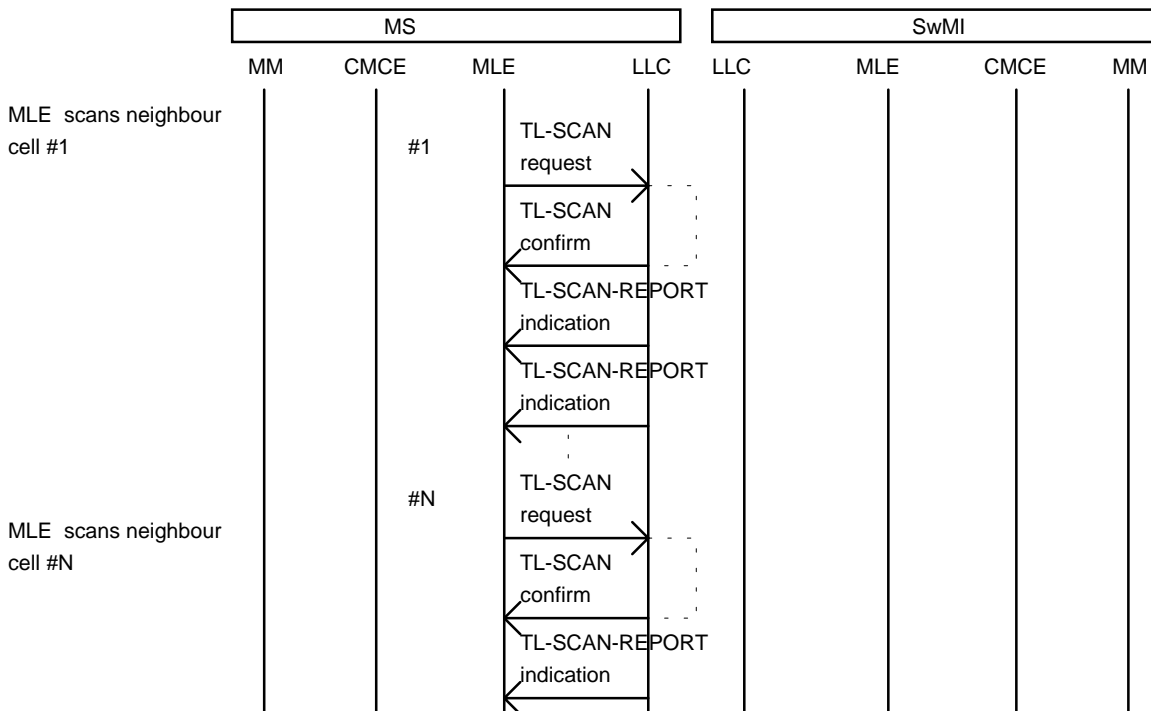 MS
SwMI
MM CMCE MLE LLC LLC MLE CMCE MM
MLE scans neighbour
cell #1
#1
TL-SCAN
request
TL-SCAN
confirm
TL-SCAN-REPORT
indication
TL-SCAN-REPORT
indication
#N
TL-SCAN
request
MLE scans neighbour
cell #N
TL-SCAN
confirm
TL-SCAN-REPORT
indication